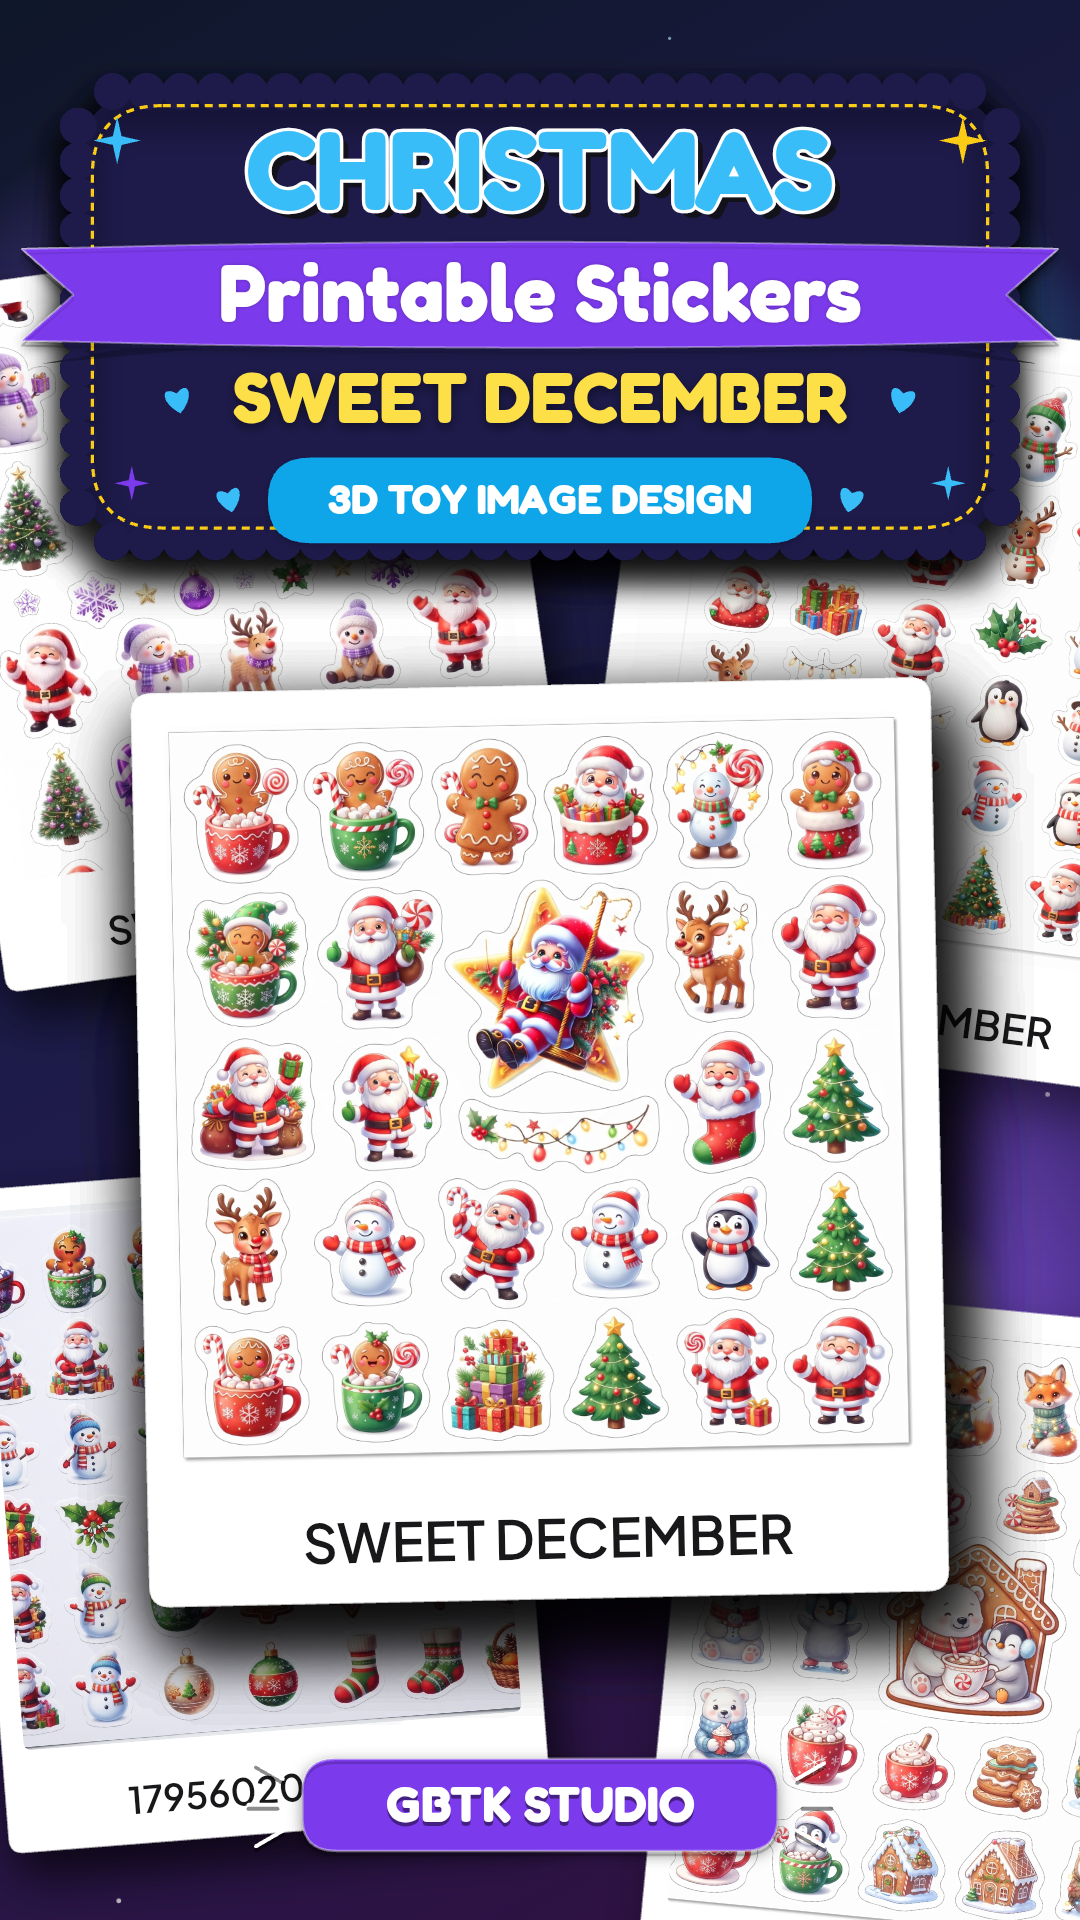 CHRISTMAS
Printable Stickers
SWEET DECEMBER
3D TOY IMAGE DESIGN
MBER
SWEET DECEMBER
17956020
GBTK STUDIO